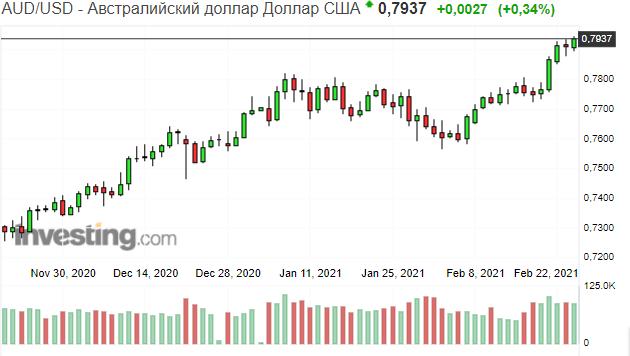 AUD/USD - Австралийский доллар Доллар США 0,7937 +0,0027 (+0,34%)
0,7937
0,7800
0,7700
0,7600
0,7500
0,7400
0,7300
0,7200
Investing.com
Nov 30, 2020 Dec 14, 2020 Dec 28, 2020 Jan 11, 2021 Jan 25, 2021 Feb 8, 2021 Feb 22, 2021
125.0K
0